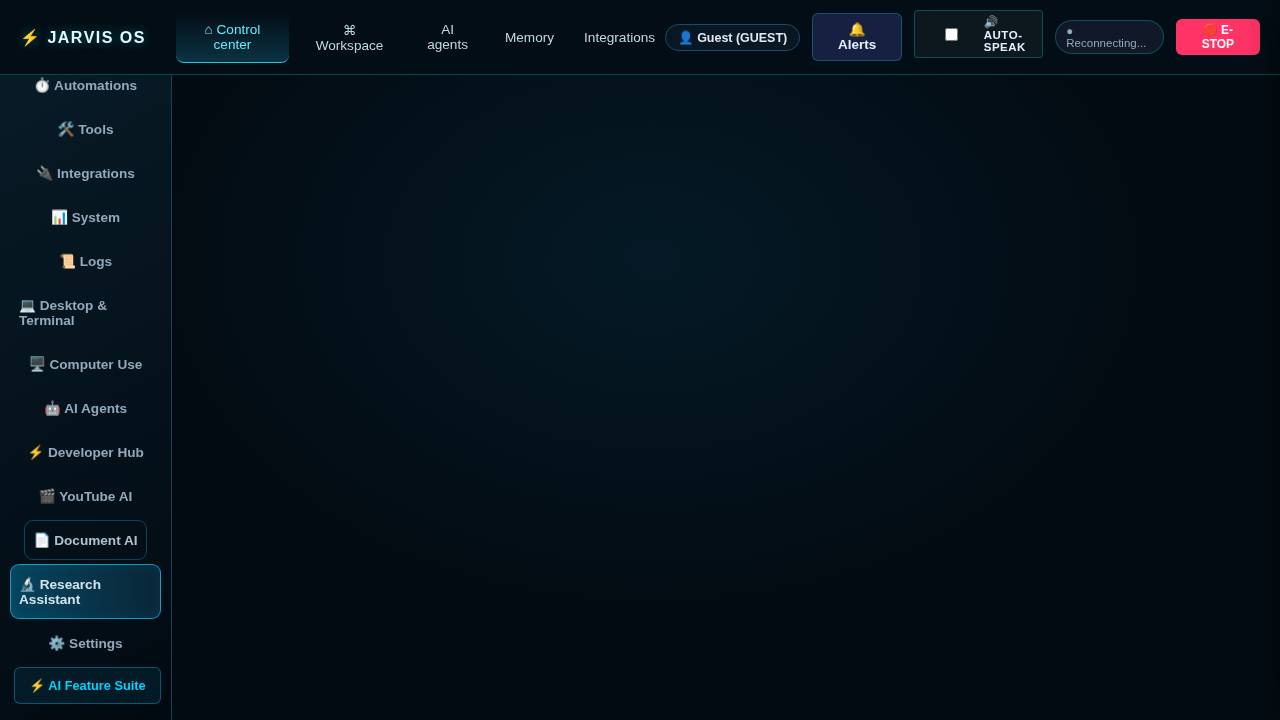 ⚡ JARVIS OS
⌂ Control
center
⌘
Workspace
AI
agents
Memory
Integrations
👤 Guest (GUEST)
🔔
Alerts
🔊
AUTO-
SPEAK
●
Reconnecting...
🛑 E-
STOP
⏱️ Automations
🛠️ Tools
🔌 Integrations
📊 System
📜 Logs
💻 Desktop &
Terminal
🖥️ Computer Use
🤖 AI Agents
⚡ Developer Hub
🎬 YouTube AI
📄 Document AI
🔬 Research
Assistant
⚙️ Settings
⚡ AI Feature Suite